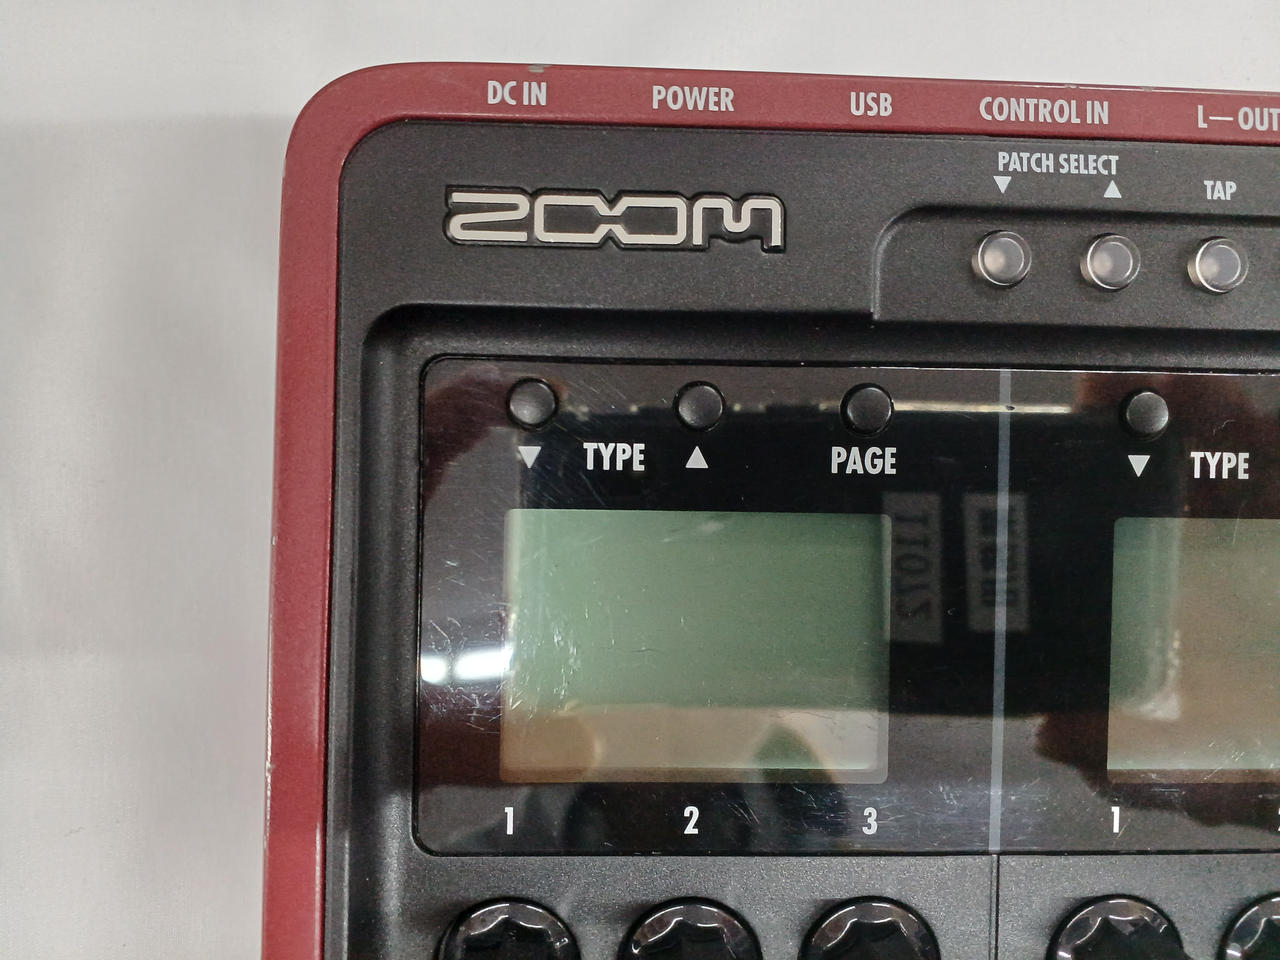 DC IN POWER USB CONTROL IN L— OUT
PATCH SELECT
▼ ▲ TAP
ZOOM
▼ TYPE ▲ PAGE ▼ TYPE
1 2 3 1